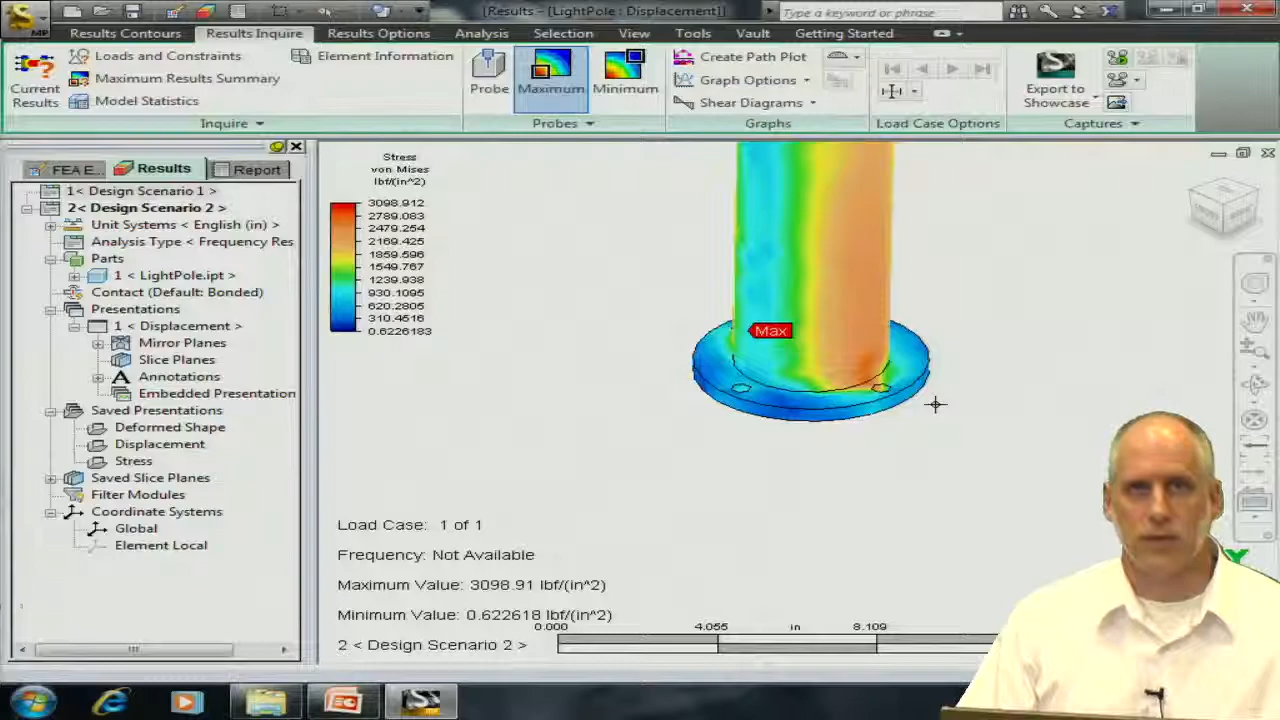 [Results - [LightPole : Displacement]]
Type a keyword or phrase
MP
Results Contours
Results Inquire
Results Options
Analysis
Selection
View
Tools
Vault
Getting Started
Current Results
Loads and Constraints
Maximum Results Summary
Model Statistics
Element Information
Inquire
Probe
Maximum
Minimum
Probes
Create Path Plot
Graph Options
Shear Diagrams
Graphs
Load Case Options
Export to Showcase
Captures
FEA E...
Results
Report
1< Design Scenario 1 >
2< Design Scenario 2 >
Unit Systems < English (in) >
Analysis Type < Frequency Res
Parts
1 < LightPole.ipt >
Contact (Default: Bonded)
Presentations
1 < Displacement >
Mirror Planes
Slice Planes
Annotations
Embedded Presentation
Saved Presentations
Deformed Shape
Displacement
Stress
Saved Slice Planes
Filter Modules
Coordinate Systems
Global
Element Local
Stress
von Mises
lbf/(in^2)
3098.912
2789.083
2479.254
2169.425
1859.596
1549.767
1239.938
930.1095
620.2805
310.4516
0.6226183
Max
Load Case: 1 of 1
Frequency: Not Available
Maximum Value: 3098.91 lbf/(in^2)
Minimum Value: 0.622618 lbf/(in^2)
0.000 4.055 in 8.109
2 < Design Scenario 2 >